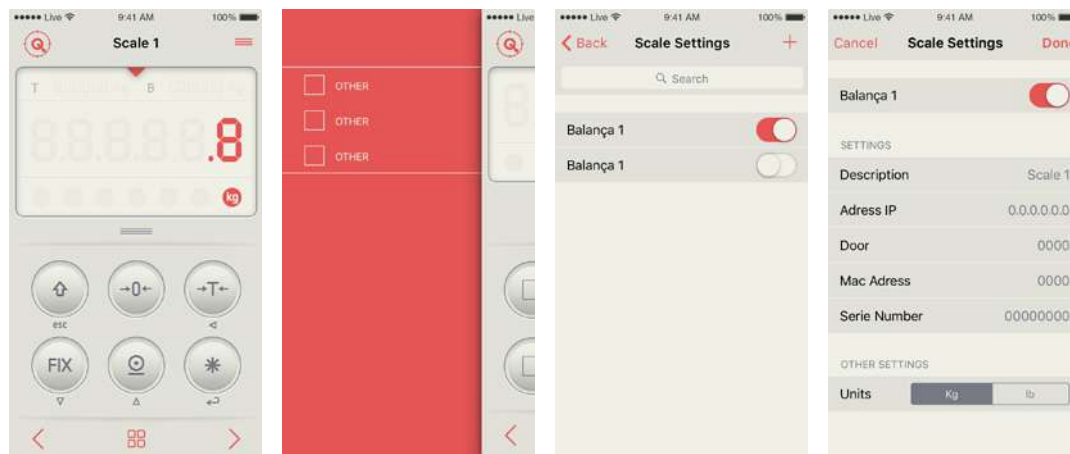 Live 9:41 AM 100%
Scale 1
T B
.8
kg
→0← →T←
esc
FIX
Live
OTHER
OTHER
OTHER
Live 9:41 AM 100%
Back Scale Settings +
Search
Balança 1
Balança 1
Live 9:41 AM 100%
Cancel Scale Settings Don
Balança 1
SETTINGS
Description Scale 1
Adress IP 0.0.0.0.0.0
Door 0000
Mac Adress 0000
Serie Number 00000000
OTHER SETTINGS
Units Kg lb